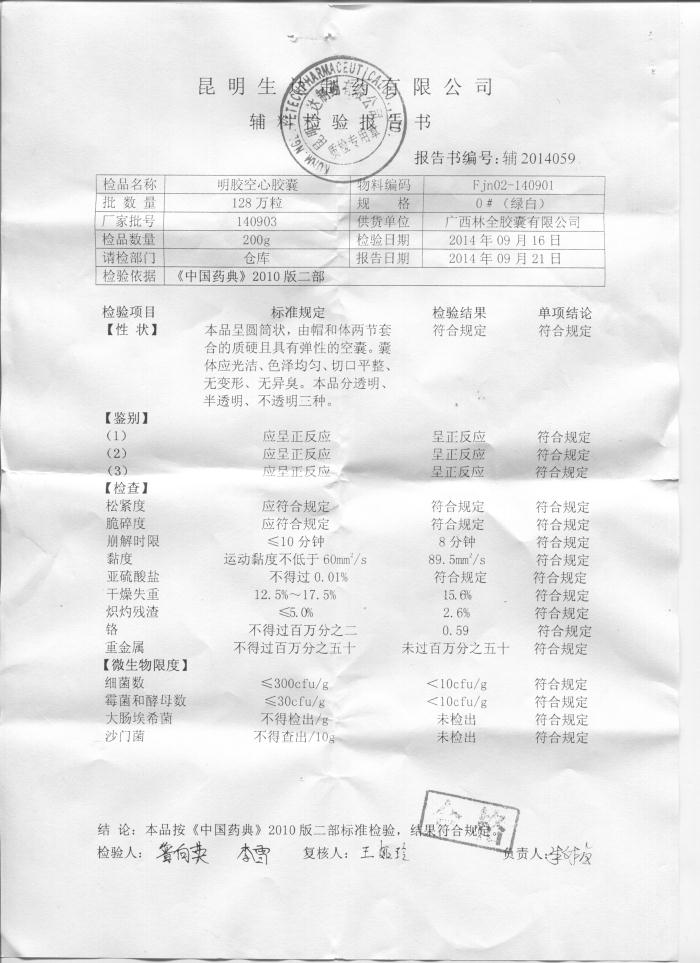 昆明生达制药有限公司
辅料检验报告书
报告书编号:辅2014059
检品名称 明胶空心胶囊 物料编码 Fjn02-140901
批数量 128万粒 规格 0#(绿白)
厂家批号 140903 供货单位 广西林全胶囊有限公司
检品数量 200g 检验日期 2014年09月16日
请检部门 仓库 报告日期 2014年09月21日
检验依据 《中国药典》2010版二部
检验项目 标准规定 检验结果 单项结论
【性 状】 本品呈圆筒状,由帽和体两节套 符合规定 符合规定
合的质硬且具有弹性的空囊。囊
体应光洁、色泽均匀、切口平整、
无变形、无异臭。本品分透明、
半透明、不透明三种。
【鉴别】
(1) 应呈正反应 呈正反应 符合规定
(2) 应呈正反应 呈正反应 符合规定
(3) 应呈正反应 呈正反应 符合规定
【检查】
松紧度 应符合规定 符合规定 符合规定
脆碎度 应符合规定 符合规定 符合规定
崩解时限 ≤10分钟 8分钟 符合规定
黏度 运动黏度不低于60mm²/s 89.5mm²/s 符合规定
亚硫酸盐 不得过0.01% 符合规定 符合规定
干燥失重 12.5%~17.5% 15.6% 符合规定
炽灼残渣 ≤5.0% 2.6% 符合规定
铬 不得过百万分之二 0.59 符合规定
重金属 不得过百万分之五十 未过百万分之五十 符合规定
【微生物限度】
细菌数 ≤300cfu/g <10cfu/g 符合规定
霉菌和酵母数 ≤30cfu/g <10cfu/g 符合规定
大肠埃希菌 不得检出/g 未检出 符合规定
沙门菌 不得查出/10g 未检出 符合规定
合格
结 论:本品按《中国药典》2010版二部标准检验,结果符合规定。
检验人: 李雪 复核人: 王 负责人: 李
质检专用章